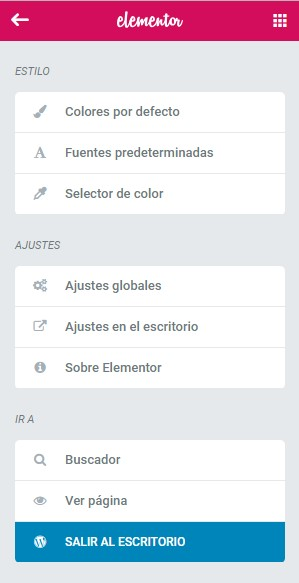 elementor
ESTILO
Colores por defecto
Fuentes predeterminadas
Selector de color
AJUSTES
Ajustes globales
Ajustes en el escritorio
Sobre Elementor
IR A
Buscador
Ver página
SALIR AL ESCRITORIO